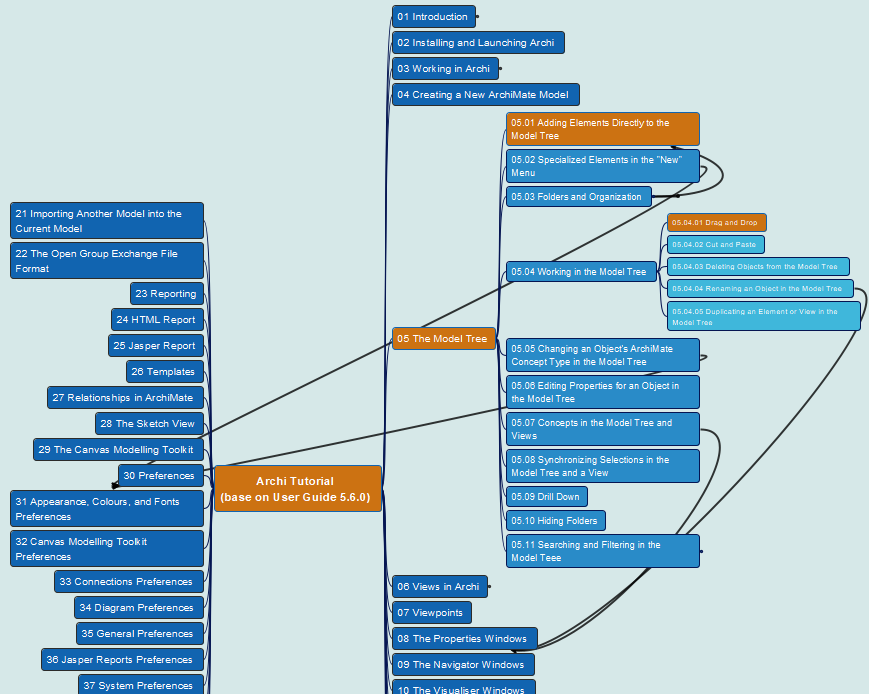 01 Introduction
02 Installing and Launching Archi
03 Working in Archi
04 Creating a New ArchiMate Model
05 The Model Tree
05.01 Adding Elements Directly to the
Model Tree
05.02 Specialized Elements in the "New"
Menu
05.03 Folders and Organization
05.04 Working in the Model Tree
05.04.01 Drag and Drop
05.04.02 Cut and Paste
05.04.03 Deleting Objects from the Model Tree
05.04.04 Renaming an Object in the Model Tree
05.04.05 Duplicating an Element or View in the
Model Tree
05.05 Changing an Object's ArchiMate
Concept Type in the Model Tree
05.06 Editing Properties for an Object in
the Model Tree
05.07 Concepts in the Model Tree and
Views
05.08 Synchronizing Selections in the
Model Tree and a View
05.09 Drill Down
05.10 Hiding Folders
05.11 Searching and Filtering in the
Model Teee
06 Views in Archi
07 Viewpoints
08 The Properties Windows
09 The Navigator Windows
10 The Visualiser Windows
Archi Tutorial
(base on User Guide 5.6.0)
21 Importing Another Model into the
Current Model
22 The Open Group Exchange File
Format
23 Reporting
24 HTML Report
25 Jasper Report
26 Templates
27 Relationships in ArchiMate
28 The Sketch View
29 The Canvas Modelling Toolkit
30 Preferences
31 Appearance, Colours, and Fonts
Preferences
32 Canvas Modelling Toolkit
Preferences
33 Connections Preferences
34 Diagram Preferences
35 General Preferences
36 Jasper Reports Preferences
37 System Preferences